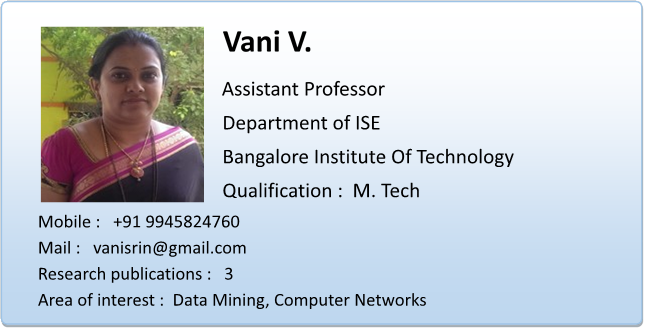 Vani V.
Assistant Professor
Department of ISE
Bangalore Institute Of Technology
Qualification :  M. Tech
Mobile :   +91 9945824760
Mail :   vanisrin@gmail.com
Research publications :   3
Area of interest :  Data Mining, Computer Networks